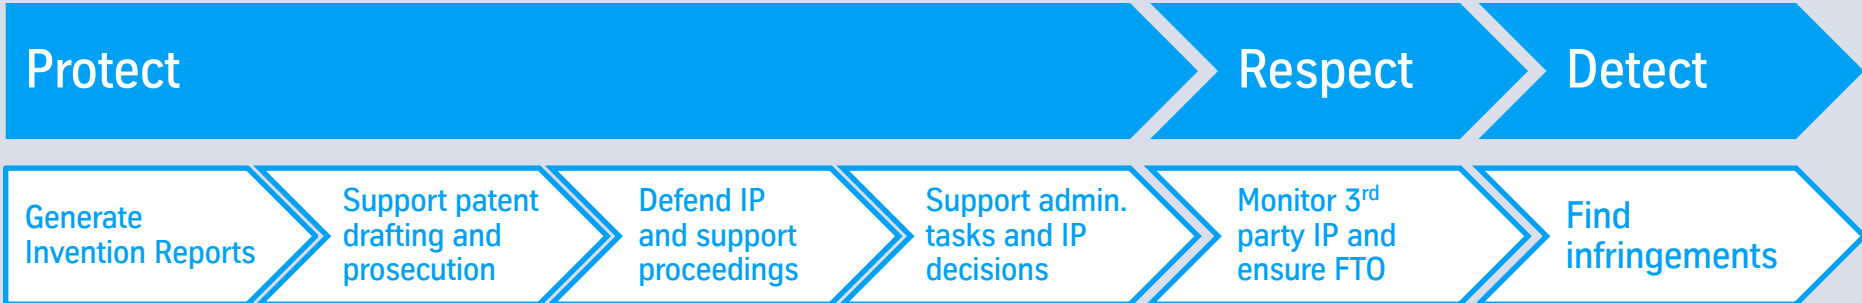 Protect
Respect
Detect
Generate
Invention Reports
Support patent
drafting and
prosecution
Defend IP
and support
proceedings
Support admin.
tasks and IP
decisions
Monitor 3rd
party IP and
ensure FTO
Find
infringements